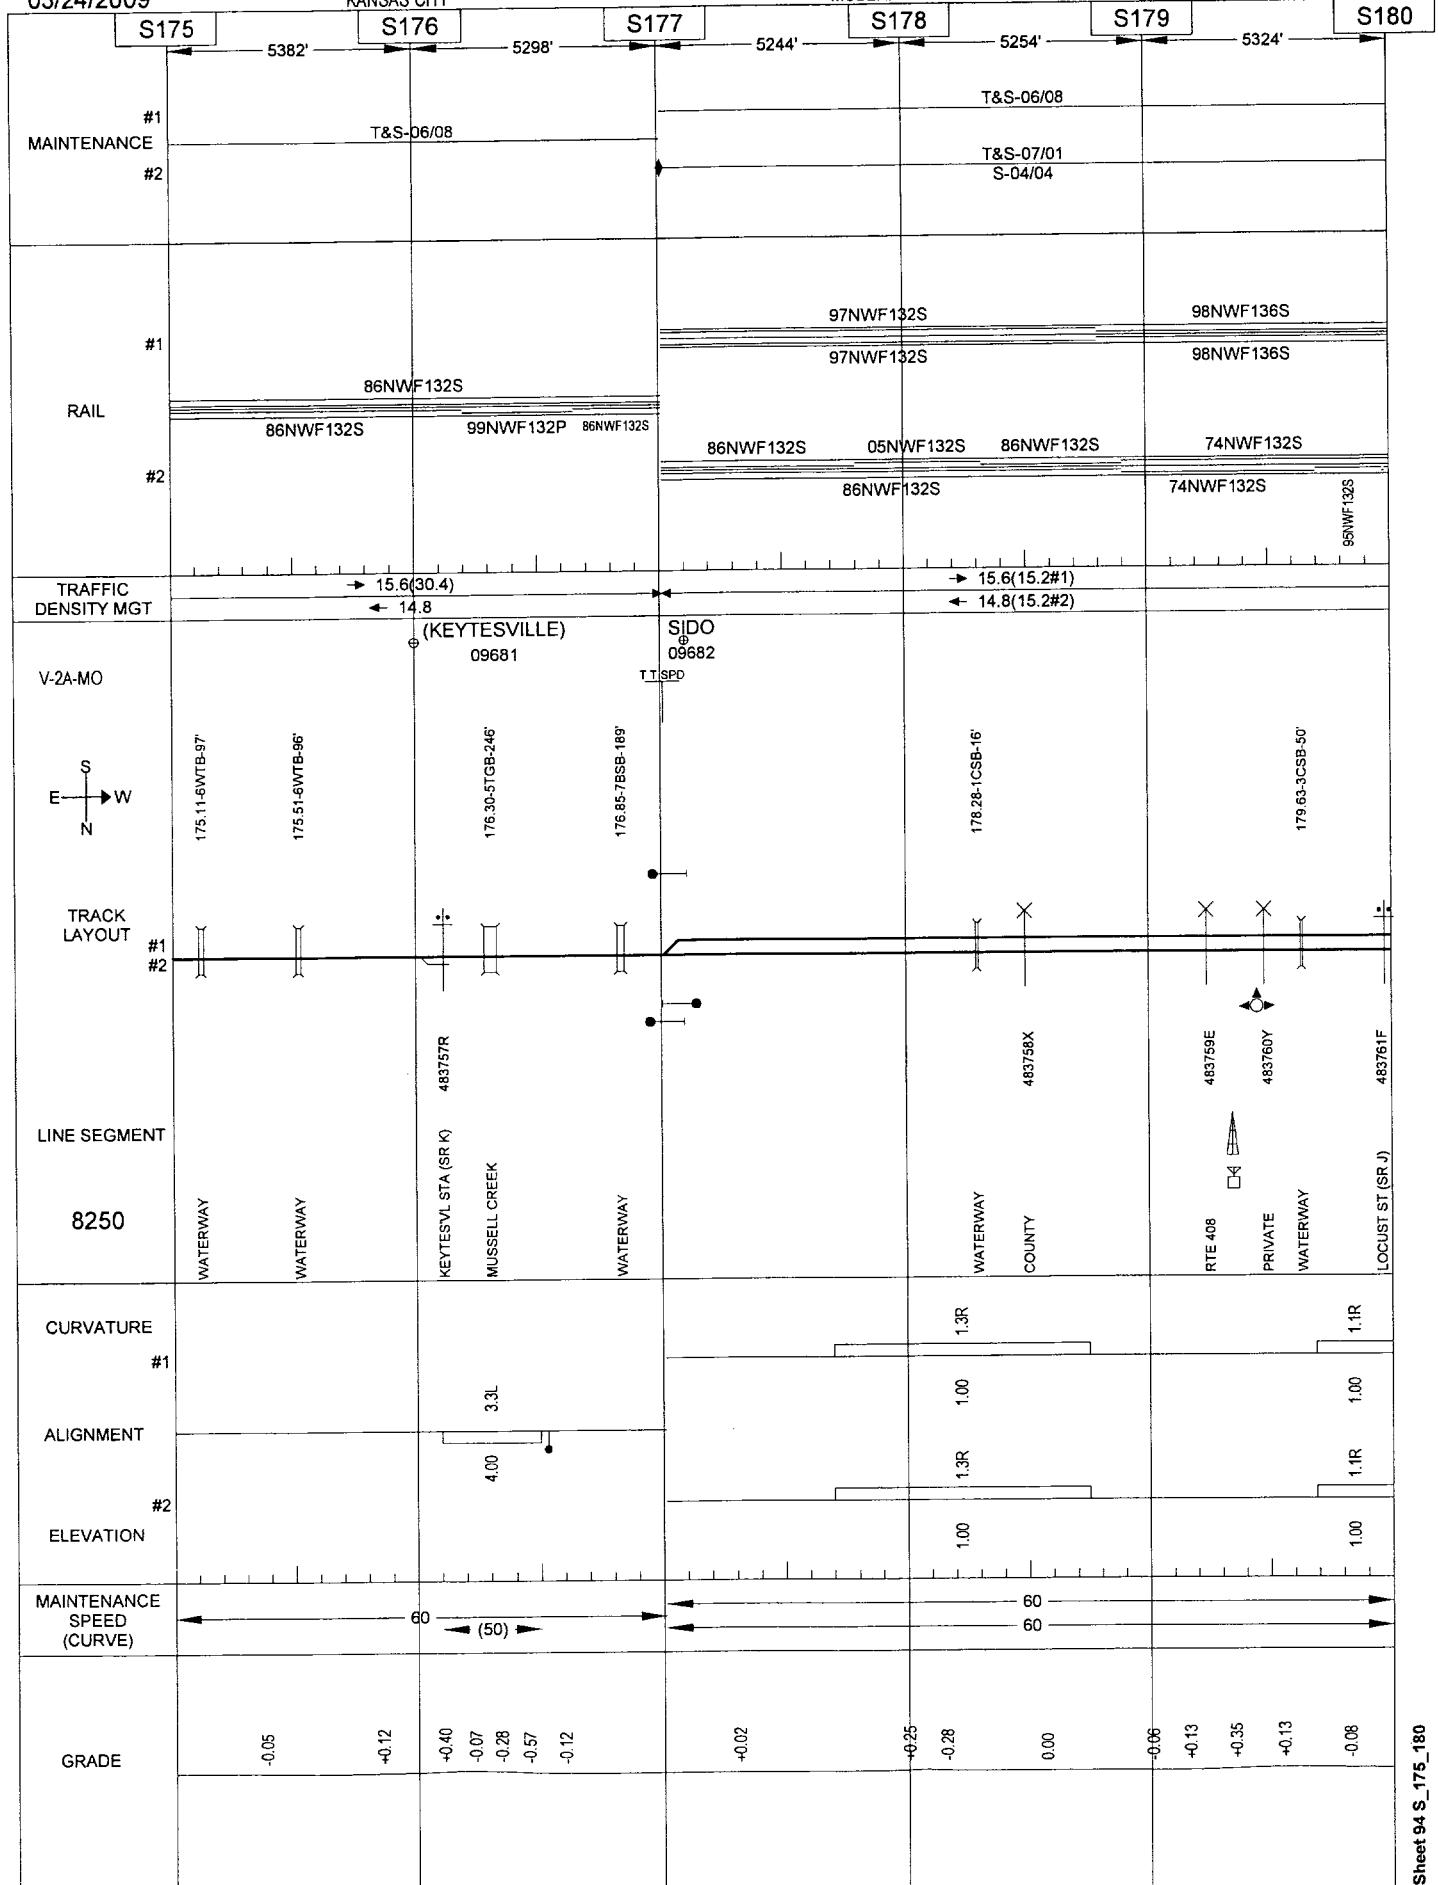 03/24/2009
KANSAS CITY
S175
S176
S177
S178
S179
S180
5382'
5298'
5244'
5254'
5324'
#1
MAINTENANCE
#2
T&S-06/08
T&S-06/08
T&S-07/01
S-04/04
97NWF132S
98NWF136S
#1
97NWF132S
98NWF136S
86NWF132S
RAIL
86NWF132S
99NWF132P
86NWF132S
86NWF132S
05NWF132S
86NWF132S
74NWF132S
#2
86NWF132S
74NWF132S
95NWF132S
TRAFFIC
DENSITY MGT
15.6(30.4)
14.8
15.6(15.2#1)
14.8(15.2#2)
(KEYTESVILLE)
09681
SIDO
09682
V-2A-MO
T T SPD
S
E W
N
175.11-6WTB-97'
175.51-6WTB-96'
176.30-5TGB-246'
176.85-7BSB-189'
178.28-1CSB-16'
179.63-3CSB-50'
TRACK
LAYOUT
#1
#2
483757R
483758X
483759E
483760Y
483761F
LINE SEGMENT
8250
WATERWAY
WATERWAY
KEYTES'VL STA (SR K)
MUSSELL CREEK
WATERWAY
WATERWAY
COUNTY
RTE 408
PRIVATE
WATERWAY
LOCUST ST (SR J)
CURVATURE
#1
1.3R
1.1R
1.00
1.00
ALIGNMENT
3.3L
4.00
1.3R
1.1R
#2
ELEVATION
1.00
1.00
MAINTENANCE
SPEED
(CURVE)
60
(50)
60
60
GRADE
-0.05
+0.12
+0.40
-0.07
-0.28
-0.57
-0.12
+0.02
+0.25
-0.28
0.00
-0.06
+0.13
+0.35
+0.13
-0.08
Sheet 94 S_175_180